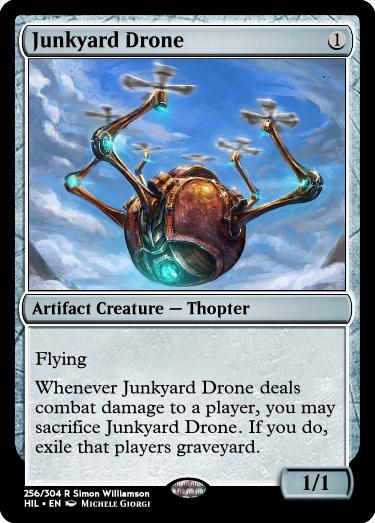 Junkyard Drone 1
Artifact Creature — Thopter
Flying
Whenever Junkyard Drone deals
combat damage to a player, you may
sacrifice Junkyard Drone. If you do,
exile that players graveyard.
1/1
256/304 R Simon Williamson
HIL • EN Michele Giorgi